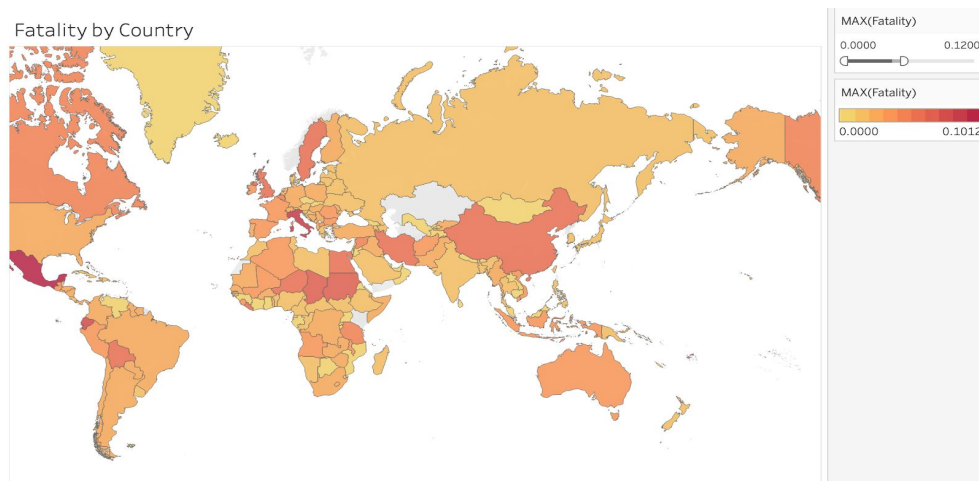 Fatality by Country
MAX(Fatality)
0.0000 0.1200
MAX(Fatality)
0.0000 0.1012